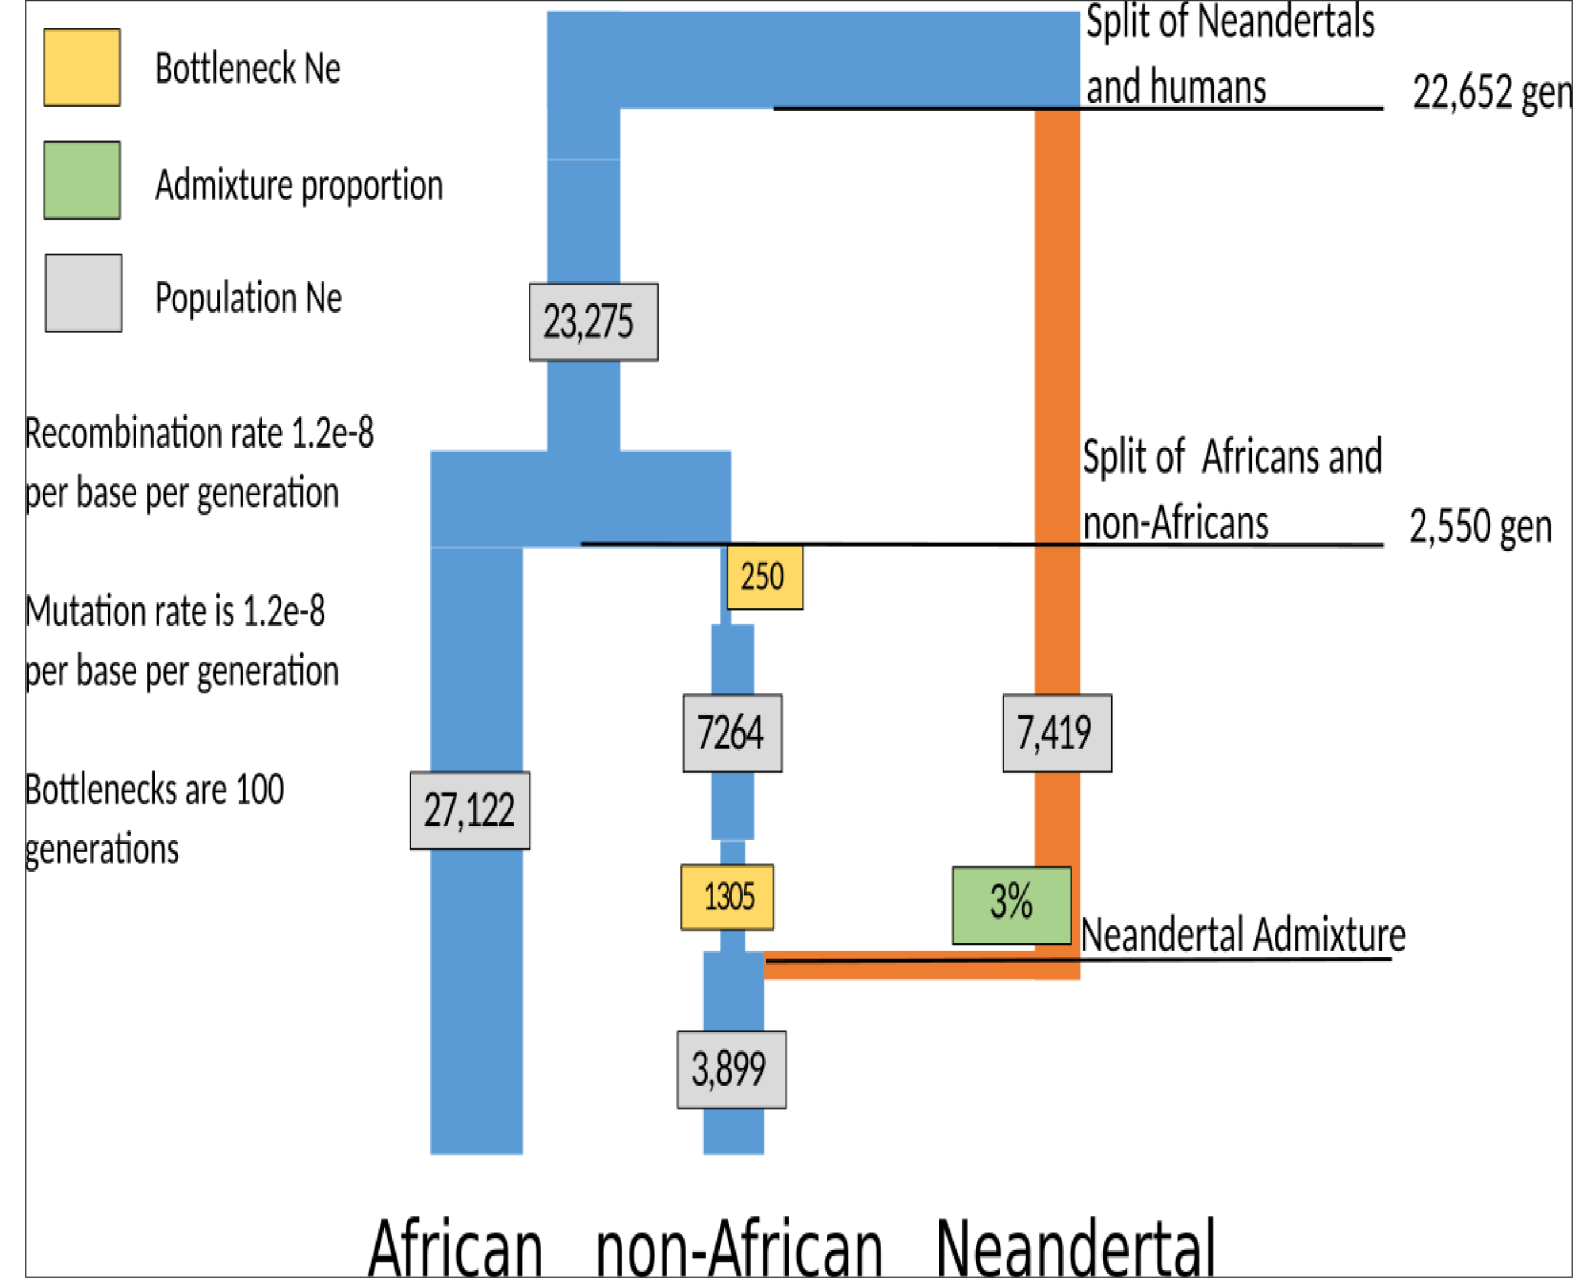 Bottleneck Ne
Admixture proportion
Population Ne
Recombination rate 1.2e-8
per base per generation
Mutation rate is 1.2e-8
per base per generation
Bottlenecks are 100
generations
Split of Neandertals
and humans
22,652 gen
23,275
Split of Africans and
non-Africans
2,550 gen
250
7264
7,419
27,122
1305
3%
Neandertal Admixture
3,899
African
non-African
Neandertal